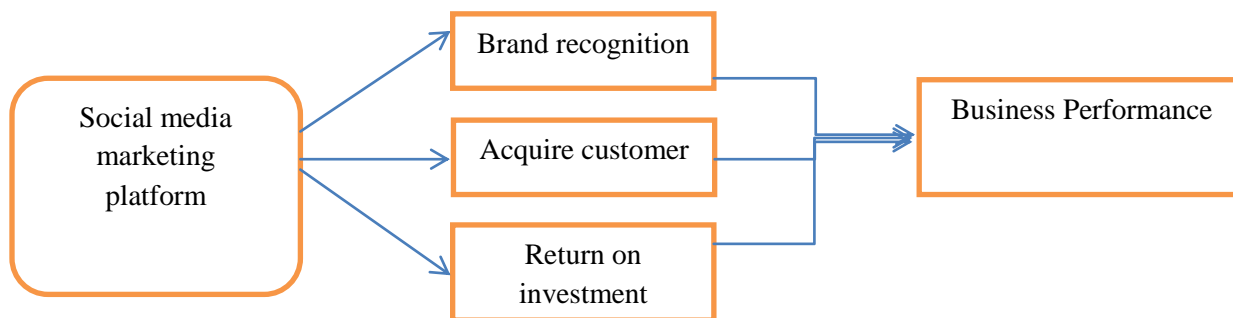 Social media
marketing
platform
Brand recognition
Acquire customer
Return on
investment
Business Performance